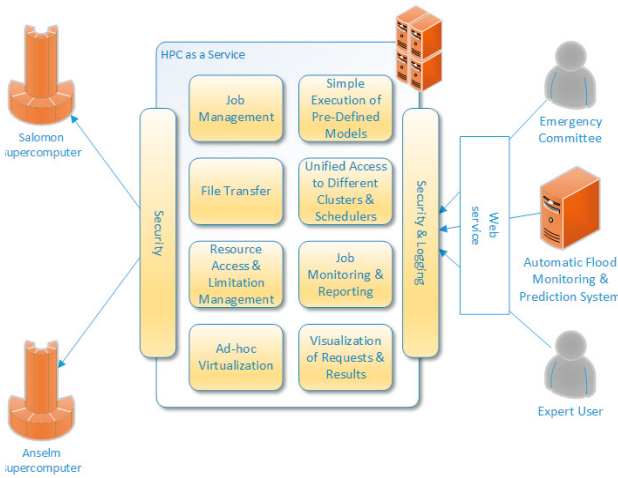 HPC as a Service
Job
Management
Simple
Execution of
Pre-Defined
Models
File Transfer
Unified Access
to Different
Clusters &
Schedulers
Resource
Access &
Limitation
Management
Job
Monitoring &
Reporting
Ad-hoc
Virtualization
Visualization
of Requests &
Results
Security
Security & Logging
Web
service
Salomon
supercomputer
Anselm
supercomputer
Emergency
Committee
Automatic Flood
Monitoring &
Prediction System
Expert User